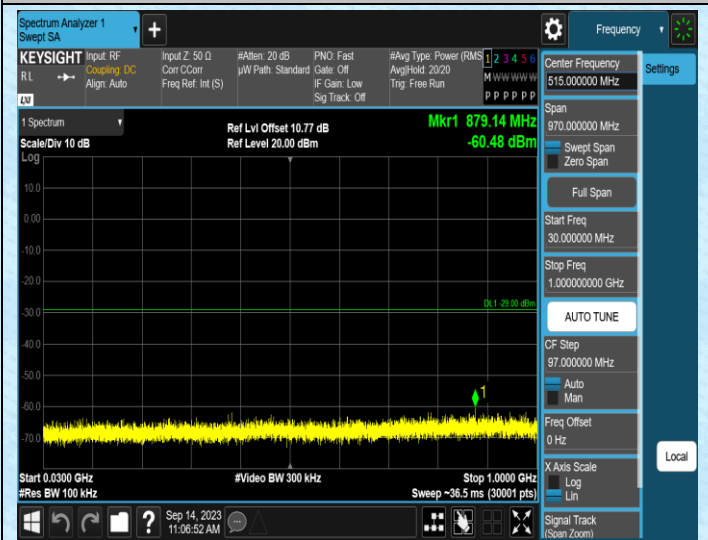 Spectrum Analyzer 1
Swept SA
+
Frequency
KEYSIGHT
RL
LXI
Input: RF
Coupling: DC
Align: Auto
Input Z: 50 Ω
Corr CCorr
Freq Ref: Int (S)
#Atten: 20 dB
µW Path: Standard
PNO: Fast
Gate: Off
IF Gain: Low
Sig Track: Off
#Avg Type: Power (RMS
Avg|Hold: 20/20
Trig: Free Run
1 2 3 4 5 6
M W W W W W
P P P P P P
1 Spectrum
Scale/Div 10 dB
Log
Ref Lvl Offset 10.77 dB
Ref Level 20.00 dBm
Mkr1 879.14 MHz
-60.48 dBm
10.0
0.00
-10.0
-20.0
-30.0
-40.0
-50.0
-60.0
-70.0
DL1 -29.00 dBm
1
Start 0.0300 GHz
#Res BW 100 kHz
#Video BW 300 kHz
Stop 1.0000 GHz
Sweep ~36.5 ms (30001 pts)
?
Sep 14, 2023
11:06:52 AM
Center Frequency
515.000000 MHz
Span
970.000000 MHz
Swept Span
Zero Span
Full Span
Start Freq
30.000000 MHz
Stop Freq
1.000000000 GHz
AUTO TUNE
CF Step
97.000000 MHz
Auto
Man
Freq Offset
0 Hz
X Axis Scale
Log
Lin
Signal Track
(Span Zoom)
Settings
Local